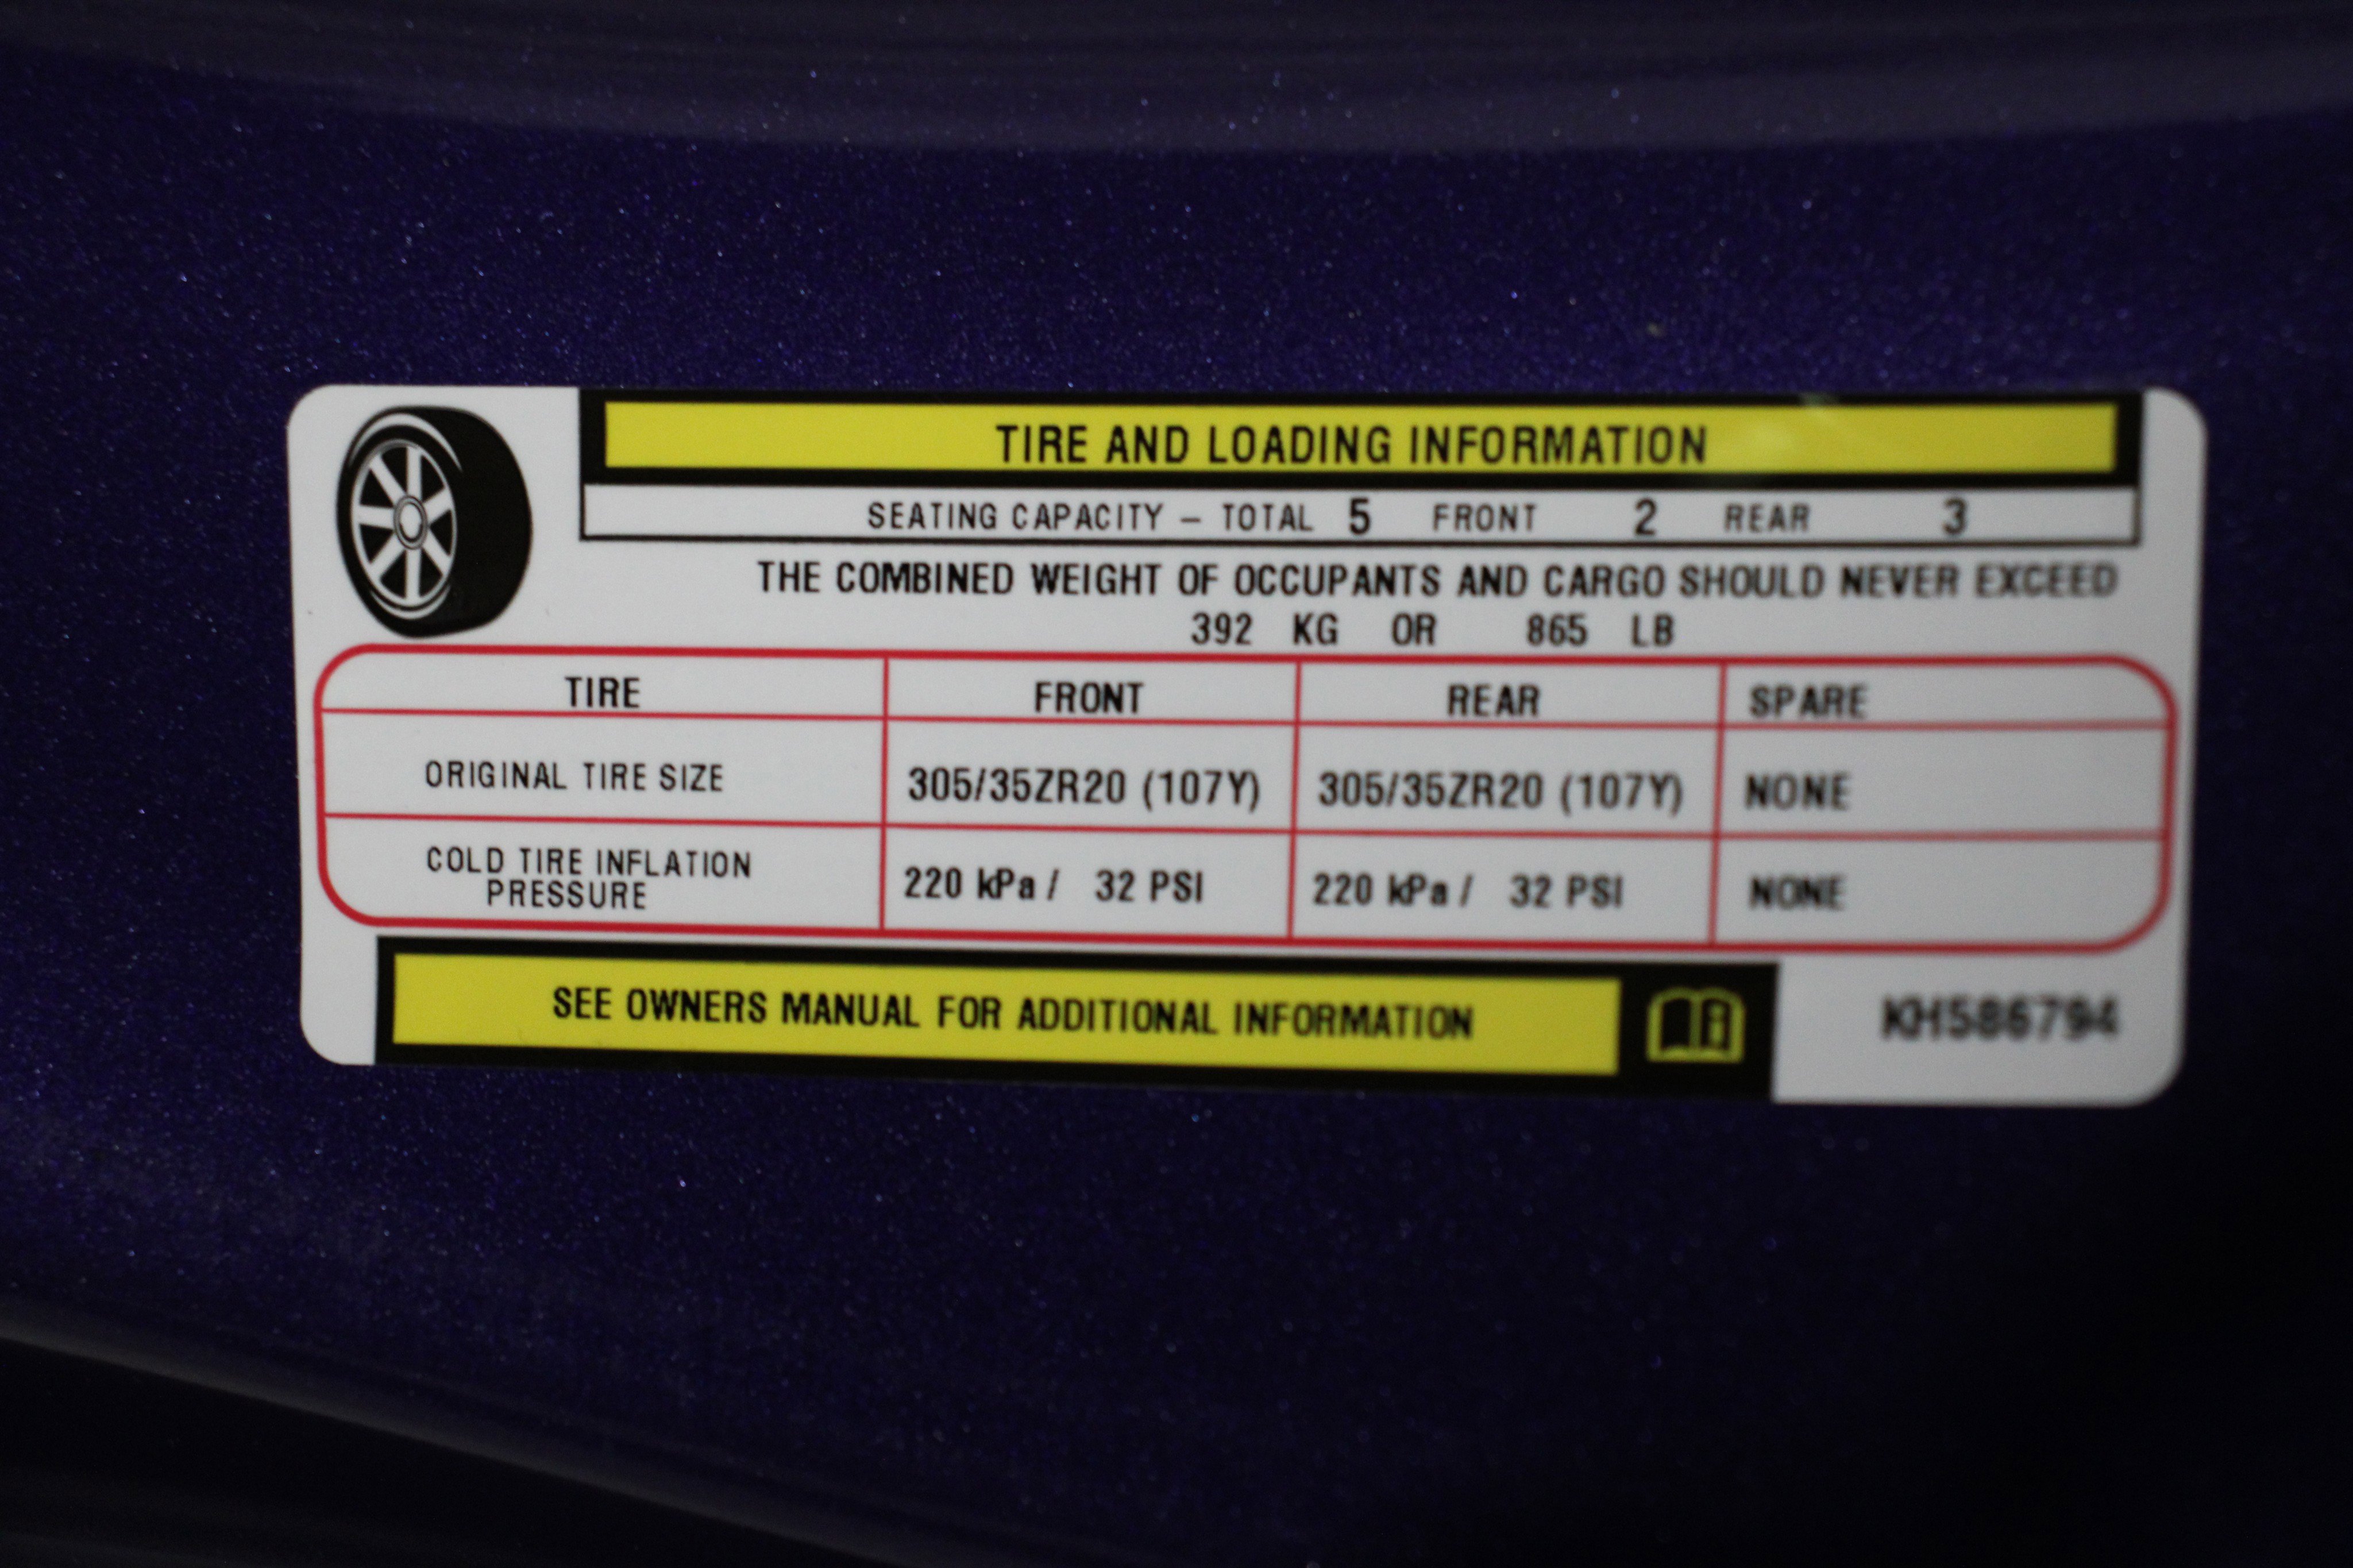 TIRE AND LOADING INFORMATION
SEATING CAPACITY – TOTAL 5 FRONT 2 REAR 3
THE COMBINED WEIGHT OF OCCUPANTS AND CARGO SHOULD NEVER EXCEED
392 KG OR 865 LB
TIRE FRONT REAR SPARE
ORIGINAL TIRE SIZE 305/35ZR20 (107Y) 305/35ZR20 (107Y) NONE
COLD TIRE INFLATION
PRESSURE 220 kPa / 32 PSI 220 kPa / 32 PSI NONE
SEE OWNERS MANUAL FOR ADDITIONAL INFORMATION
KH586794